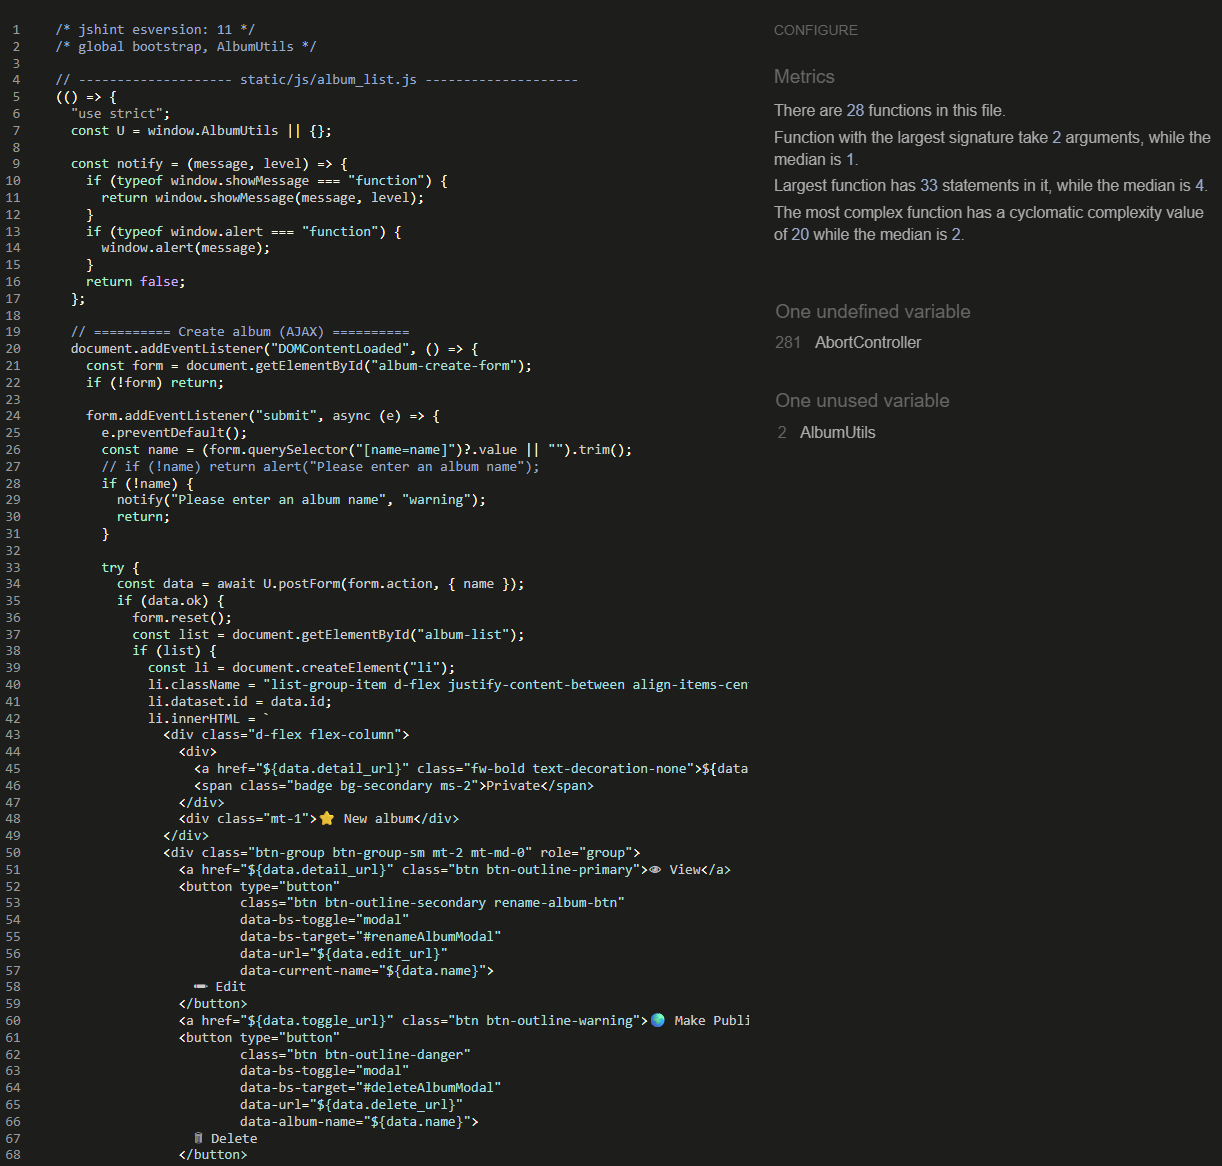 1 /* jshint esversion: 11 */
2 /* global bootstrap, AlbumUtils */
3
4 // -------------------- static/js/album_list.js --------------------
5 (() => {
6 "use strict";
7 const U = window.AlbumUtils || {};
8
9 const notify = (message, level) => {
10 if (typeof window.showMessage === "function") {
11 return window.showMessage(message, level);
12 }
13 if (typeof window.alert === "function") {
14 window.alert(message);
15 }
16 return false;
17 };
18
19 // ========== Create album (AJAX) ==========
20 document.addEventListener("DOMContentLoaded", () => {
21 const form = document.getElementById("album-create-form");
22 if (!form) return;
23
24 form.addEventListener("submit", async (e) => {
25 e.preventDefault();
26 const name = (form.querySelector("[name=name]")?.value || "").trim();
27 // if (!name) return alert("Please enter an album name");
28 if (!name) {
29 notify("Please enter an album name", "warning");
30 return;
31 }
32
33 try {
34 const data = await U.postForm(form.action, { name });
35 if (data.ok) {
36 form.reset();
37 const list = document.getElementById("album-list");
38 if (list) {
39 const li = document.createElement("li");
40 li.className = "list-group-item d-flex justify-content-between align-items-cen
41 li.dataset.id = data.id;
42 li.innerHTML = `
43 <div class="d-flex flex-column">
44 <div>
45 <a href="${data.detail_url}" class="fw-bold text-decoration-none">${data
46 <span class="badge bg-secondary ms-2">Private</span>
47 </div>
48 <div class="mt-1">⭐ New album</div>
49 </div>
50 <div class="btn-group btn-group-sm mt-2 mt-md-0" role="group">
51 <a href="${data.detail_url}" class="btn btn-outline-primary">👁 View</a>
52 <button type="button"
53 class="btn btn-outline-secondary rename-album-btn"
54 data-bs-toggle="modal"
55 data-bs-target="#renameAlbumModal"
56 data-url="${data.edit_url}"
57 data-current-name="${data.name}">
58 ✏ Edit
59 </button>
60 <a href="${data.toggle_url}" class="btn btn-outline-warning">🌍 Make Publi
61 <button type="button"
62 class="btn btn-outline-danger"
63 data-bs-toggle="modal"
64 data-bs-target="#deleteAlbumModal"
65 data-url="${data.delete_url}"
66 data-album-name="${data.name}">
67 🗑 Delete
68 </button>
CONFIGURE
Metrics
There are 28 functions in this file.
Function with the largest signature take 2 arguments, while the
median is 1.
Largest function has 33 statements in it, while the median is 4.
The most complex function has a cyclomatic complexity value
of 20 while the median is 2.
One undefined variable
281 AbortController
One unused variable
2 AlbumUtils